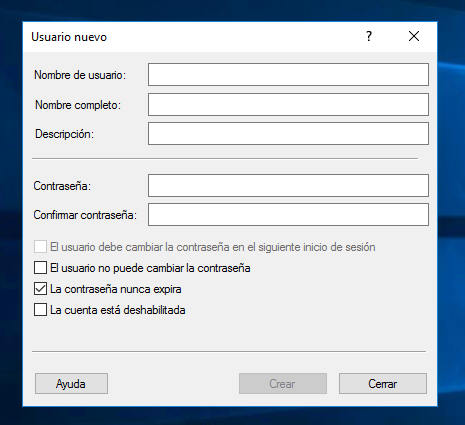 Usuario nuevo ?
Nombre de usuario:
Nombre completo:
Descripción:
Contraseña:
Confirmar contraseña:
El usuario debe cambiar la contraseña en el siguiente inicio de sesión
El usuario no puede cambiar la contraseña
La contraseña nunca expira
La cuenta está deshabilitada
Ayuda Crear Cerrar